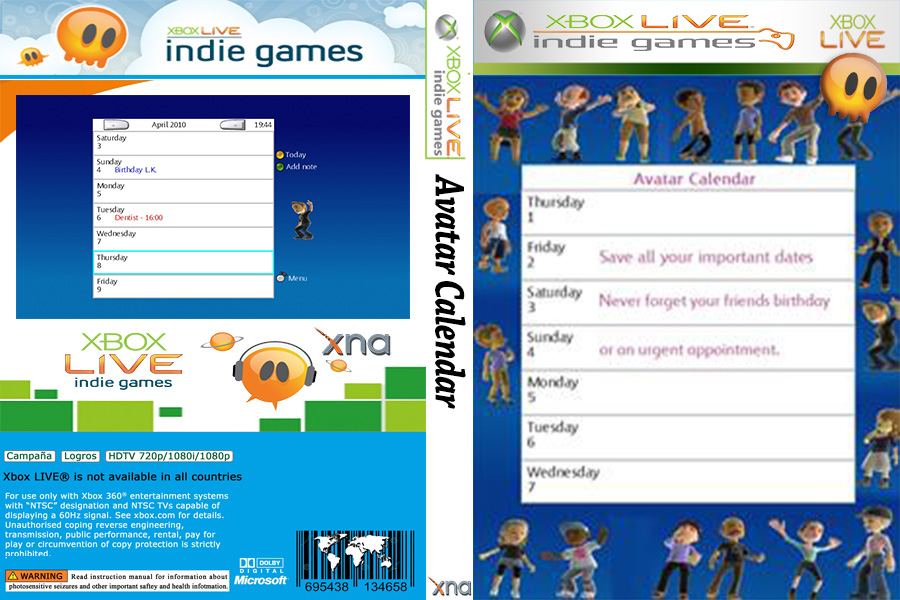 XBOX LIVE
indie games
April 2010 19:44
Saturday
3
Sunday
4 Birthday L.K.
Monday
5
Tuesday
6 Dentist - 16:00
Wednesday
7
Thursday
8
Friday
9
Today
Add note
Menu
XBOX
LIVE
indie games
xna
Campaña Logros HDTV 720p/1080i/1080p
Xbox LIVE® is not available in all countries
For use only with Xbox 360® entertainment systems
with “NTSC” designation and NTSC TVs capable of
displaying a 60Hz signal. See xbox.com for details.
Unauthorised coping reverse engineering,
transmission, public performance, rental, pay for
play or circumvention of copy protection is strictly
prohibited.
WARNING Read instruction manual for information about
photosensitive seizures and other important saftey and health infotmation.
DOLBY
DIGITAL
Microsoft
695438 134658
XBOX LIVE
indie games
Avatar Calendar
xna
XBOX LIVE
indie games
XBOX
LIVE
Avatar Calendar
Thursday
1
Friday
2 Save all your important dates
Saturday
3 Never forget your friends birthday
Sunday
4 or an urgent appointment.
Monday
5
Tuesday
6
Wednesday
7